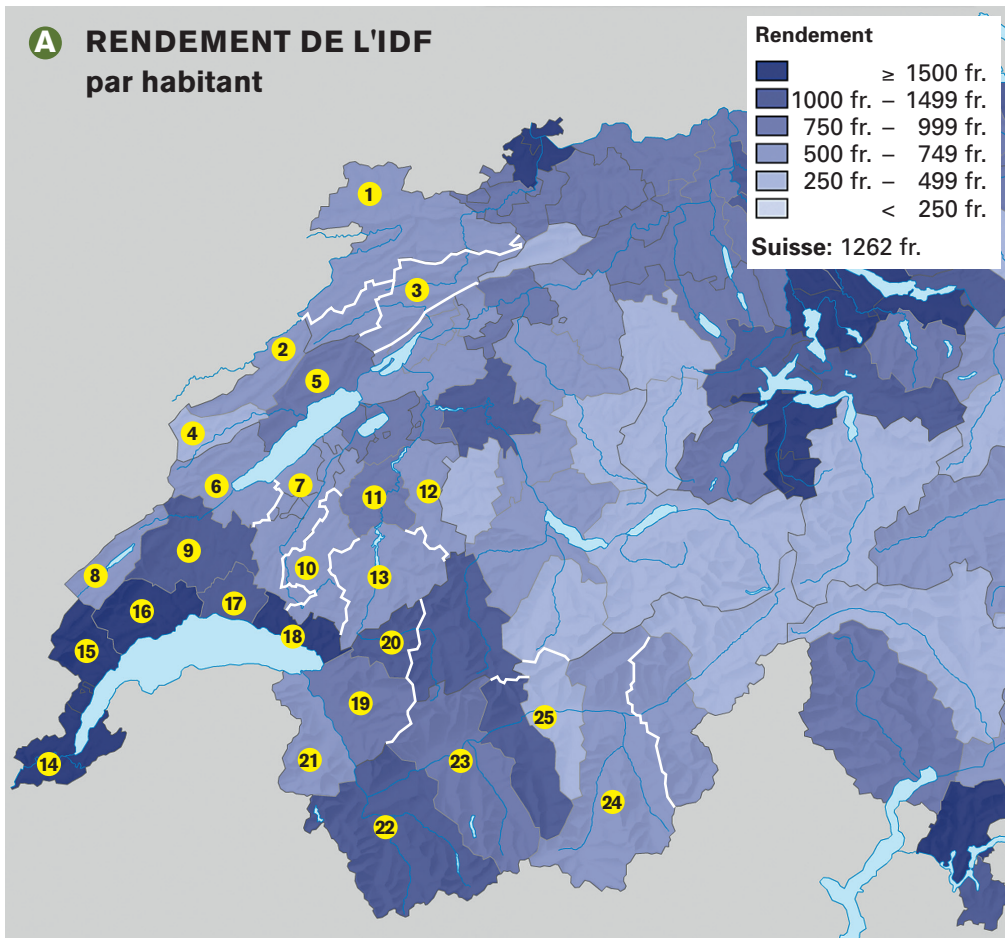 A RENDEMENT DE L'IDF
par habitant
Rendement
≥ 1500 fr.
1000 fr. – 1499 fr.
750 fr. – 999 fr.
500 fr. – 749 fr.
250 fr. – 499 fr.
< 250 fr.
Suisse: 1262 fr.
1
3
2
5
4
6
7
11
12
9
8
10
13
16
17
18
15
20
19
25
14
21
23
24
22